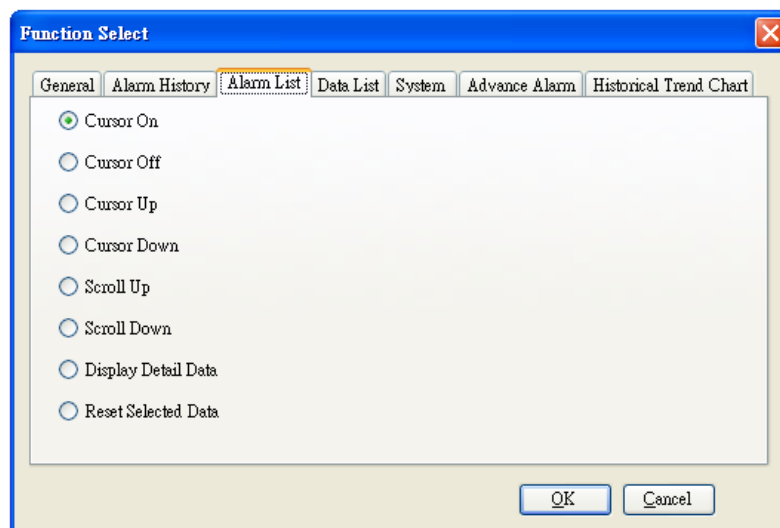 Function Select
General Alarm History Alarm List Data List System Advance Alarm Historical Trend Chart
Cursor On
Cursor Off
Cursor Up
Cursor Down
Scroll Up
Scroll Down
Display Detail Data
Reset Selected Data
OK Cancel